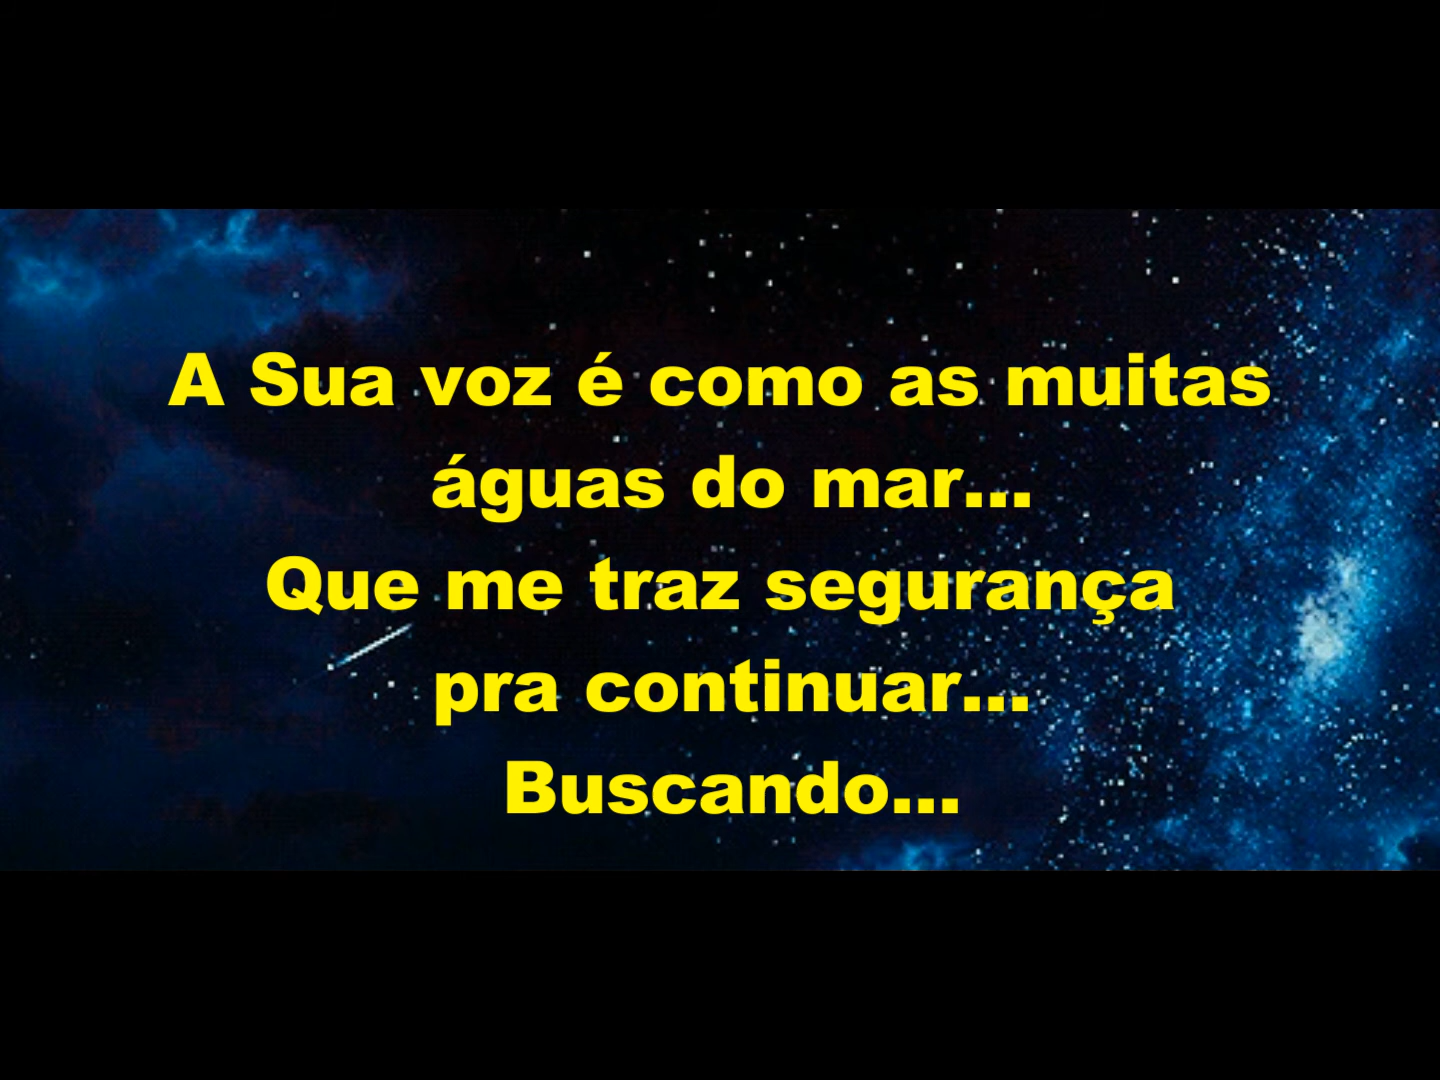 A Sua voz é como as muitas
águas do mar...
Que me traz segurança
pra continuar...
Buscando...